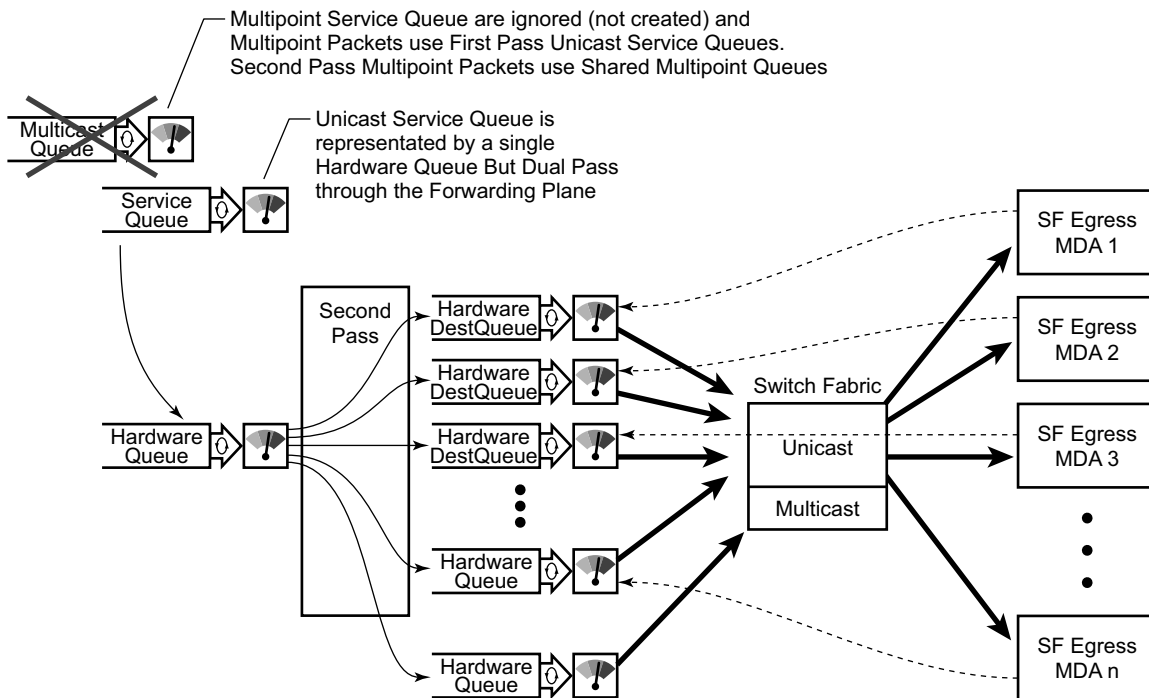 Multipoint Service Queue are ignored (not created) and
Multipoint Packets use First Pass Unicast Service Queues.
Second Pass Multipoint Packets use Shared Multipoint Queues
Multicast
Queue
Unicast Service Queue is
representated by a single
Hardware Queue But Dual Pass
through the Forwarding Plane
Service
Queue
SF Egress
MDA 1
Second
Pass
Hardware
DestQueue
SF Egress
MDA 2
Hardware
DestQueue
Switch Fabric
Hardware
Queue
Hardware
DestQueue
Unicast
SF Egress
MDA 3
Multicast
Hardware
Queue
SF Egress
MDA n
Hardware
Queue